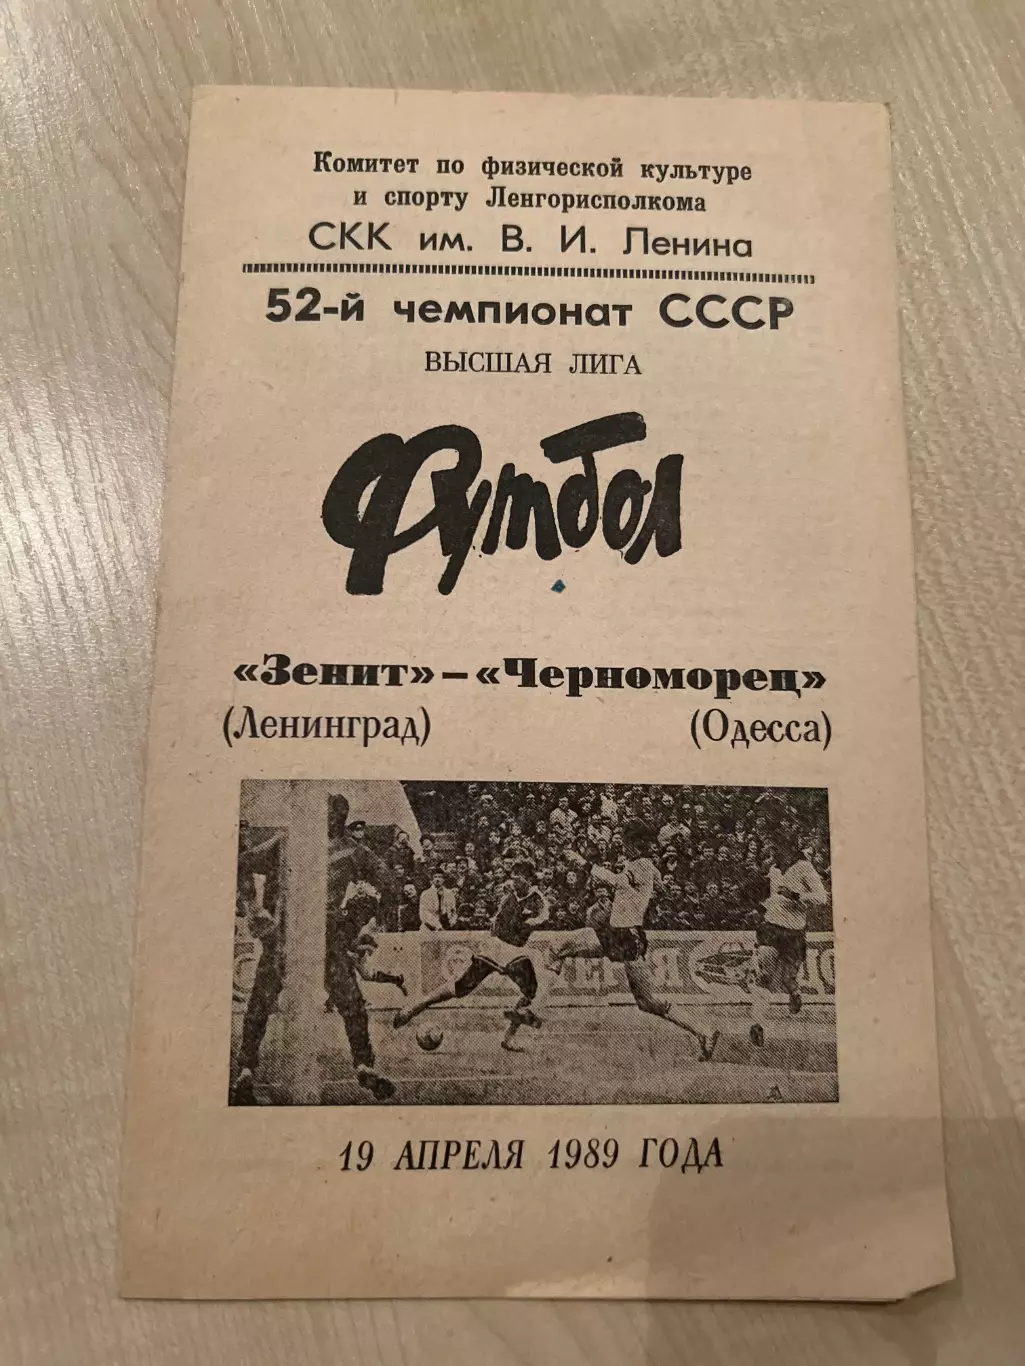 Комитет по физической культуре
и спорту Ленгорисполкома
СКК им. В. И. Ленина
52-й чемпионат СССР
ВЫСШАЯ ЛИГА
Футбол
«Зенит» – «Черноморец»
(Ленинград) (Одесса)
19 АПРЕЛЯ 1989 ГОДА